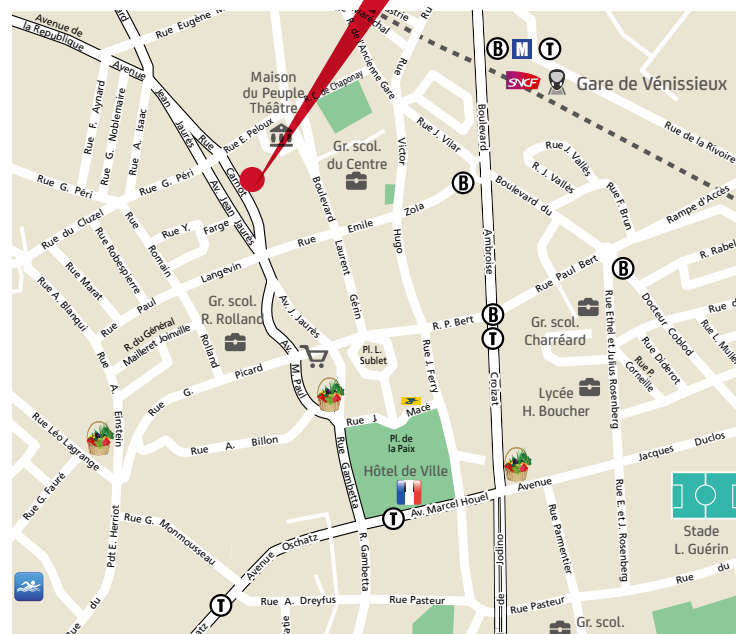 Avenue de
la Republique
Rue Eugène M
Maréchal
ustrie
R. de l'Ancienne Gare
Rue
B
M
T
SNCF
Gare de Vénissieux
Avenue
Jean
Jaurès
Maison
du Peuple
Théâtre
R. C. de Chaponay
Boulevard
Rue de la Rivoire
Rue F. Aynard
Rue G. Noblemaire
Rue A. Isaac
Rue E. Peloux
Rue
Carnot
Gr. scol.
du Centre
Victor
Rue J. Vilar
Rue J. Vallès
R. J. Vallès
Rue F. Brun
Rue G. Péri
Rue G. Péri
Av. Jean Jaurès
B
Boulevard du
Rampe d'Accès
Rue du Cluzel
Rue Y. Farge
Rue Emile Zola
Boulevard
Laurent
Gérin
Hugo
Ambroise
R. Rabel
Rue Robespierre
Rue Romain
Rolland
Rue Marat
Langevin
Rue Paul Bert
B
Rue A. Blanqui
Rue Paul
Gr. scol.
R. Rolland
Av. J. Jaurès
Docteur Coblod
Rue d
R. du Général
Mailleret Joinville
R. P. Bert
B
T
Gr. scol.
Charréard
Rue Ethel et Julius Rosenberg
Rue L. Mulle
Pl. L.
Sublet
Rue J. Ferry
Rue Diderot
Rue P.
Corneille
Rue G. Picard
Av. M. Paul
Croizat
Lycée
H. Boucher
Rue A. Einstein
Rue J Macé
Rue Léo Lagrange
Rue A. Billon
Rue Gambetta
Pl. de
la Paix
Jacques Duclos
Hôtel de Ville
Avenue
Rue G. Fauré
Av. Marcel Houel
T
Rue G. Monmousseau
Pdt E. Herriot
Avenue Oschatz
R. Gambetta
Joliot
de
Rue Parmentier
Rue E. et J. Rosenberg
Stade
L. Guérin
Rue du
T
Rue A. Dreyfus
Rue Pasteur
Rue Pasteur
Rue du
Gr. scol.